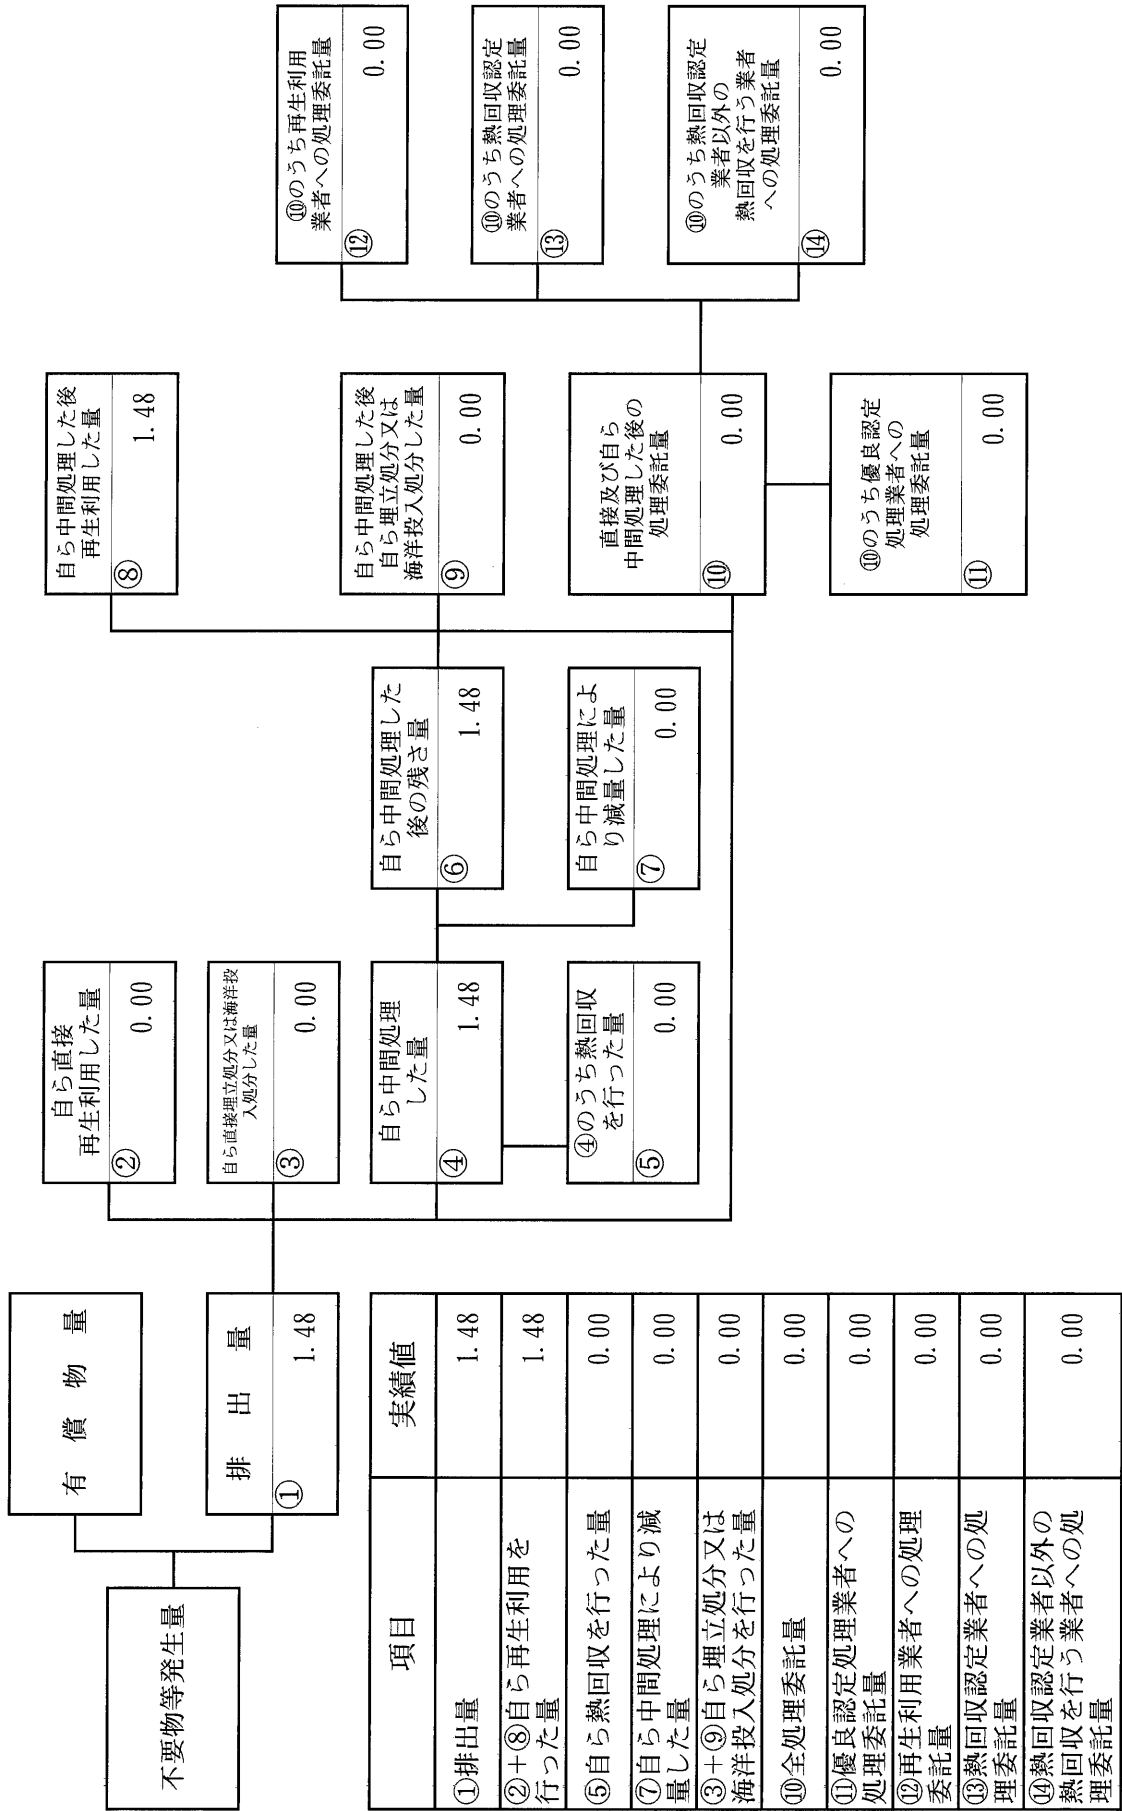 不要物等発生量
有償物量
排出量
①
1.48
自ら直接
再生利用した量
②
0.00
自ら直接埋立処分又は海洋投
入処分した量
③
0.00
自ら中間処理
した量
④
1.48
④のうち熱回収
を行った量
⑤
0.00
自ら中間処理した
後の残さ量
⑥
1.48
自ら中間処理によ
り減量した量
⑦
0.00
自ら中間処理した後
再生利用した量
⑧
1.48
自ら中間処理した後
自ら埋立処分又は
海洋投入処分した量
⑨
0.00
直接及び自ら
中間処理した後の
処理委託量
⑩
0.00
⑩のうち優良認定
処理業者への
処理委託量
⑪
0.00
⑩のうち再生利用
業者への処理委託量
⑫
0.00
⑩のうち熱回収認定
業者への処理委託量
⑬
0.00
⑩のうち熱回収認定
業者以外の
熱回収を行う業者
への処理委託量
⑭
0.00
項目
実績値
①排出量
1.48
②+⑧自ら再生利用を
行った量
1.48
⑤自ら熱回収を行った量
0.00
⑦自ら中間処理により減
量した量
0.00
③+⑨自ら埋立処分又は
海洋投入処分を行った量
0.00
⑩全処理委託量
0.00
⑪優良認定処理業者への
処理委託量
0.00
⑫再生利用業者への処理
委託量
0.00
⑬熱回収認定業者への処
理委託量
0.00
⑭熱回収認定業者以外の
熱回収を行う業者への処
理委託量
0.00